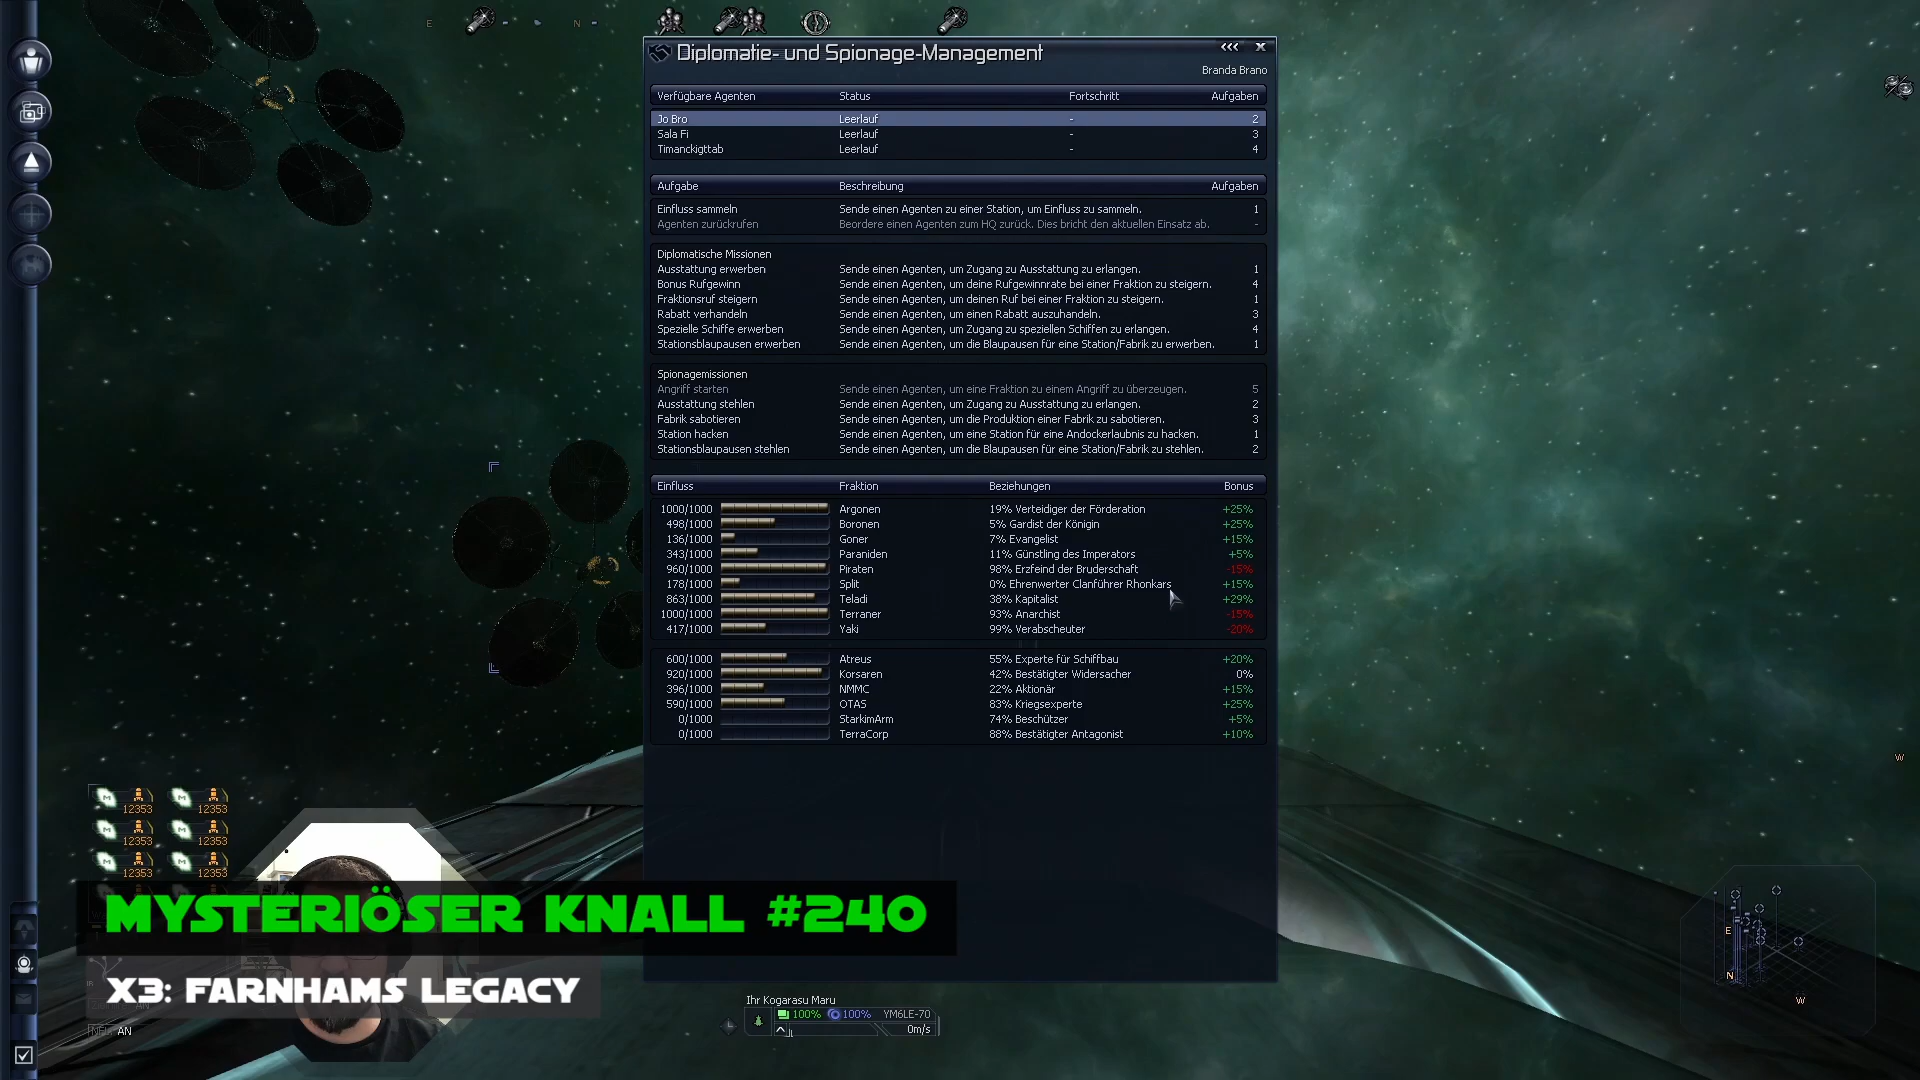 E N
Diplomatie- und Spionage-Management
Branda Brano
Verfügbare Agenten Status Fortschritt Aufgaben
Jo Bro Leerlauf - 2
Sala Fi Leerlauf - 3
Timanckigttab Leerlauf - 4
Aufgabe Beschreibung Aufgaben
Einfluss sammeln Sende einen Agenten zu einer Station, um Einfluss zu sammeln. 1
Agenten zurückrufen Beordere einen Agenten zum HQ zurück. Dies bricht den aktuellen Einsatz ab. -
Diplomatische Missionen
Ausstattung erwerben Sende einen Agenten, um Zugang zu Ausstattung zu erlangen. 1
Bonus Rufgewinn Sende einen Agenten, um deine Rufgewinnrate bei einer Fraktion zu steigern. 4
Fraktionsruf steigern Sende einen Agenten, um deinen Ruf bei einer Fraktion zu steigern. 1
Rabatt verhandeln Sende einen Agenten, um einen Rabatt auszuhandeln. 3
Spezielle Schiffe erwerben Sende einen Agenten, um Zugang zu speziellen Schiffen zu erlangen. 4
Stationsblaupausen erwerben Sende einen Agenten, um die Blaupausen für eine Station/Fabrik zu erwerben. 1
Spionagemissionen
Angriff starten Sende einen Agenten, um eine Fraktion zu einem Angriff zu überzeugen. 5
Ausstattung stehlen Sende einen Agenten, um Zugang zu Ausstattung zu erlangen. 2
Fabrik sabotieren Sende einen Agenten, um die Produktion einer Fabrik zu sabotieren. 3
Station hacken Sende einen Agenten, um eine Station für eine Andockerlaubnis zu hacken. 1
Stationsblaupausen stehlen Sende einen Agenten, um die Blaupausen für eine Station/Fabrik zu stehlen. 2
Einfluss Fraktion Beziehungen Bonus
1000/1000 Argonen 19% Verteidiger der Förderation +25%
498/1000 Boronen 5% Gardist der Königin +25%
136/1000 Goner 7% Evangelist +15%
343/1000 Paraniden 11% Günstling des Imperators +5%
960/1000 Piraten 98% Erzfeind der Bruderschaft -15%
178/1000 Split 0% Ehrenwerter Clanführer Rhonkars +15%
863/1000 Teladi 38% Kapitalist +29%
1000/1000 Terraner 93% Anarchist -15%
417/1000 Yaki 99% Verabscheuter -20%
600/1000 Atreus 55% Experte für Schiffbau +20%
920/1000 Korsaren 42% Bestätigter Widersacher 0%
396/1000 NMMC 22% Aktionär +15%
590/1000 OTAS 83% Kriegsexperte +25%
0/1000 StarkimArm 74% Beschützer +5%
0/1000 TerraCorp 88% Bestätigter Antagonist +10%
W
M 12353 M 12353
M 12353 M 12353
M 12353 M 12353
MYSTERIÖSER KNALL #240
X3: FARNHAMS LEGACY
AN
Ihr Kogarasu Maru
100% 100% YM6LE-70
0m/s
E
N
W